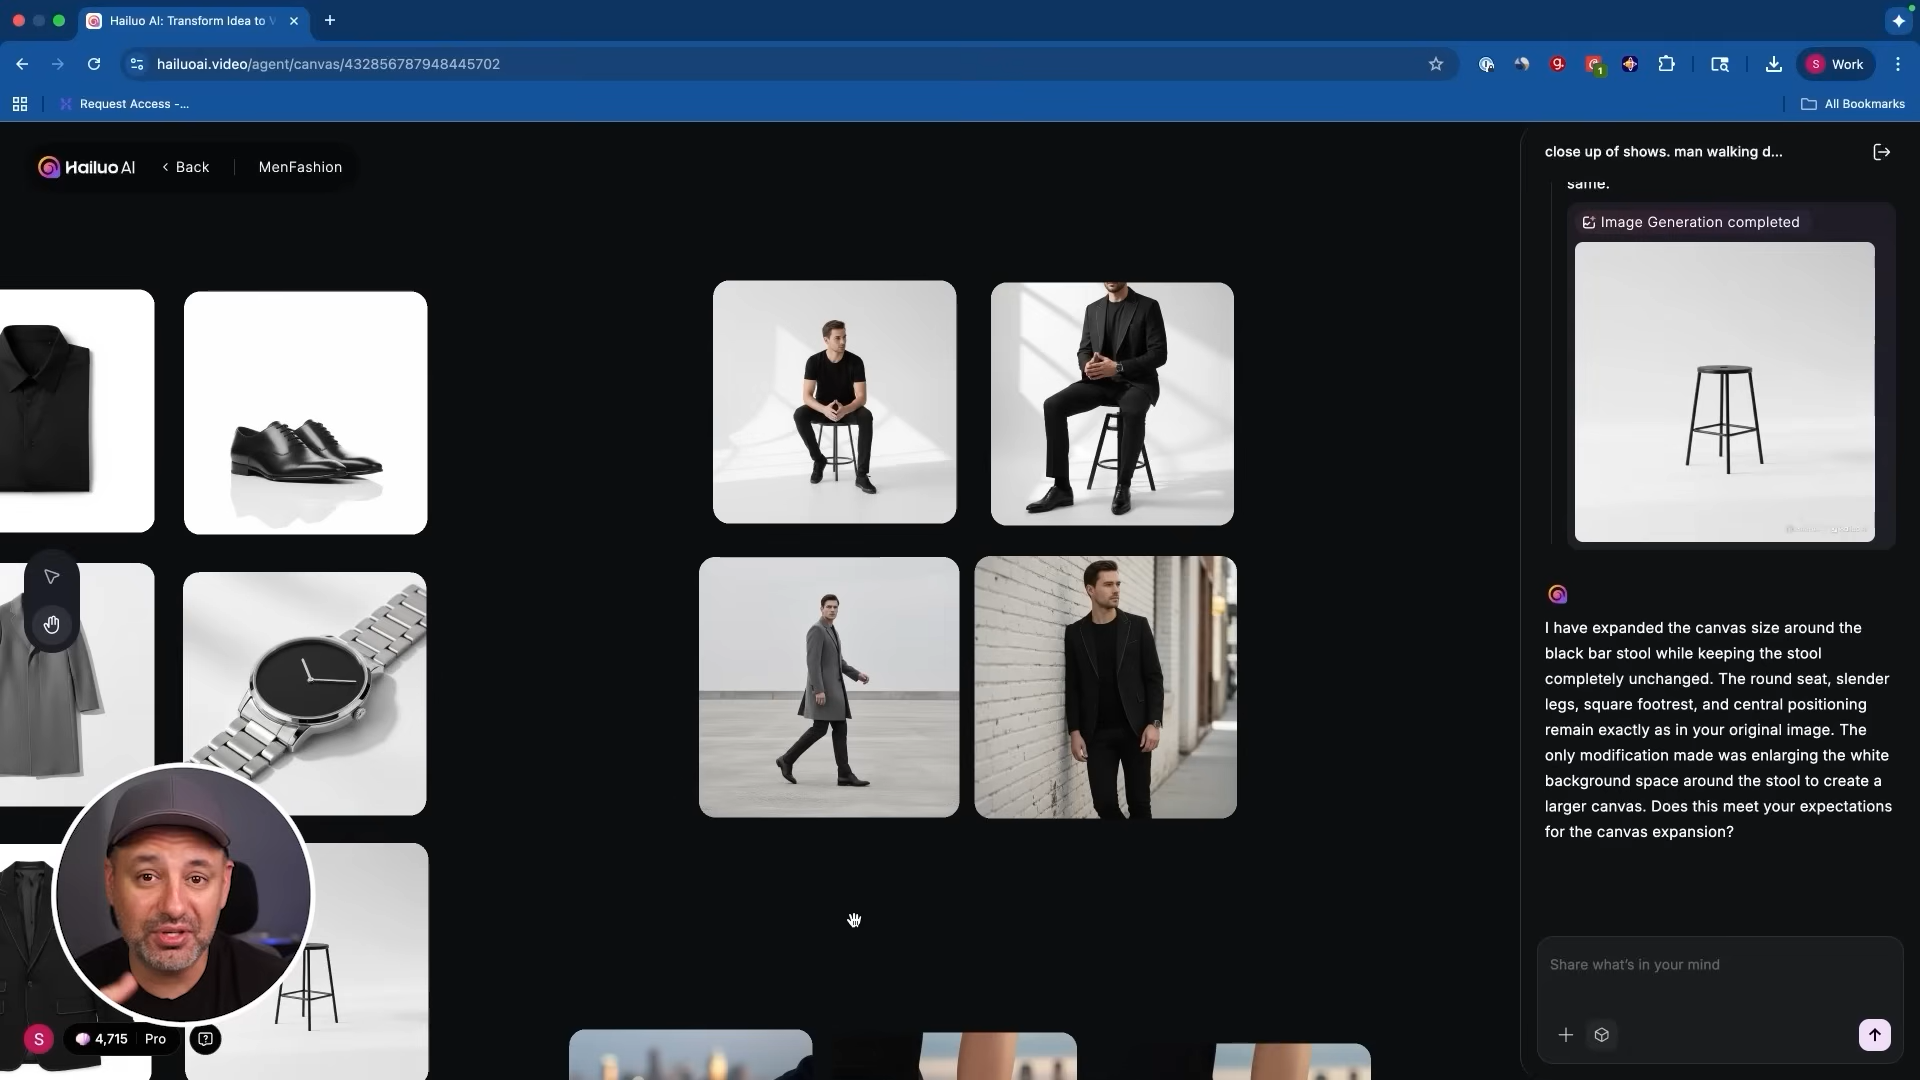 Hailuo AI: Transform Idea to V
hailuoai.video/agent/canvas/432856787948445702
1
S Work
Request Access -...
All Bookmarks
Hailuo AI
Back
MenFashion
close up of shows. man walking d...
same.
Image Generation completed
I have expanded the canvas size around the
black bar stool while keeping the stool
completely unchanged. The round seat, slender
legs, square footrest, and central positioning
remain exactly as in your original image. The
only modification made was enlarging the white
background space around the stool to create a
larger canvas. Does this meet your expectations
for the canvas expansion?
Share what's in your mind
S
4,715
Pro